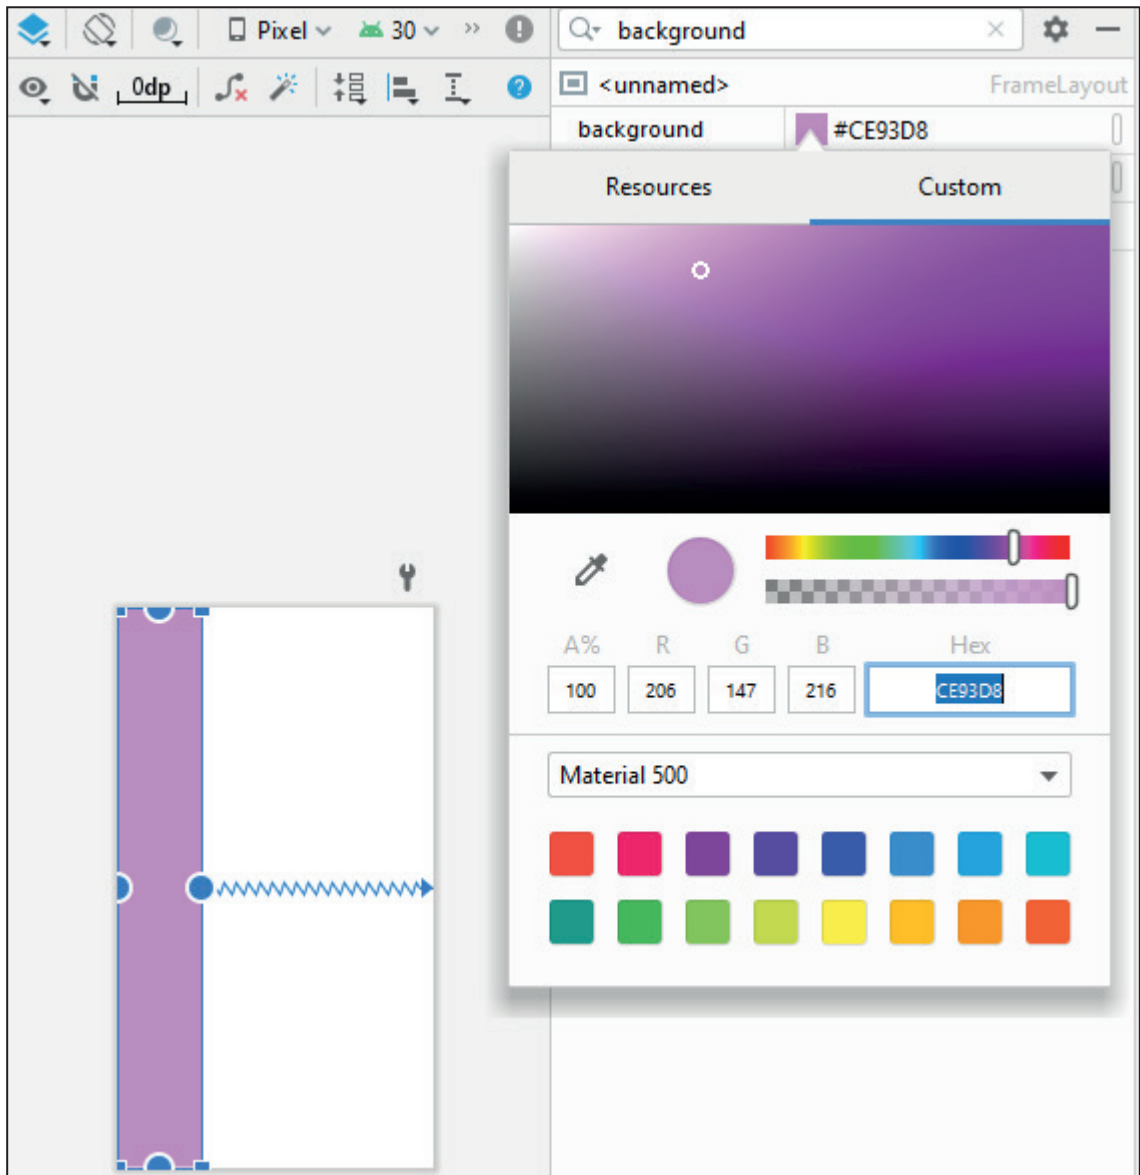 Pixel 30 background
0dp
<unnamed> FrameLayout
background #CE93D8
Resources Custom
A% R G B Hex
100 206 147 216 CE93D8
Material 500